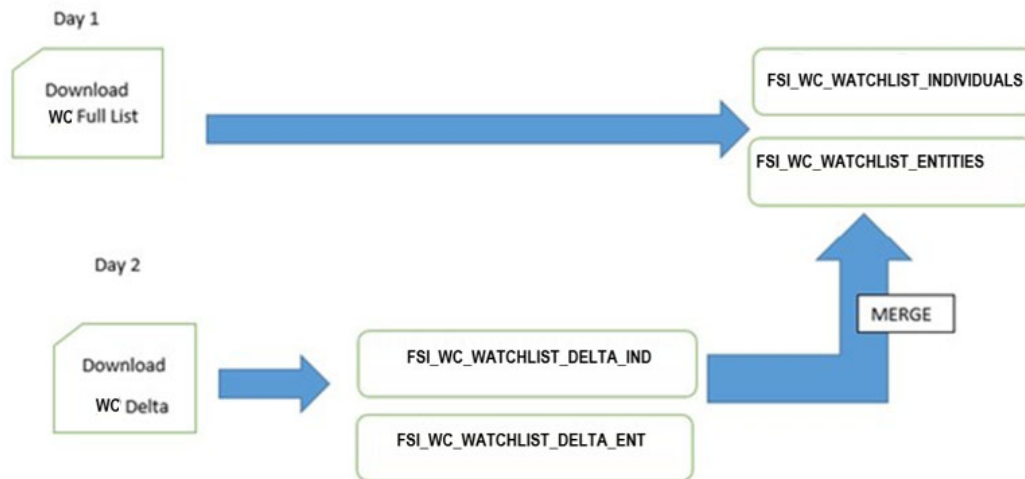 Day 1
Download
WC Full List
FSI_WC_WATCHLIST_INDIVIDUALS
FSI_WC_WATCHLIST_ENTITIES
Day 2
MERGE
Download
WC Delta
FSI_WC_WATCHLIST_DELTA_IND
FSI_WC_WATCHLIST_DELTA_ENT